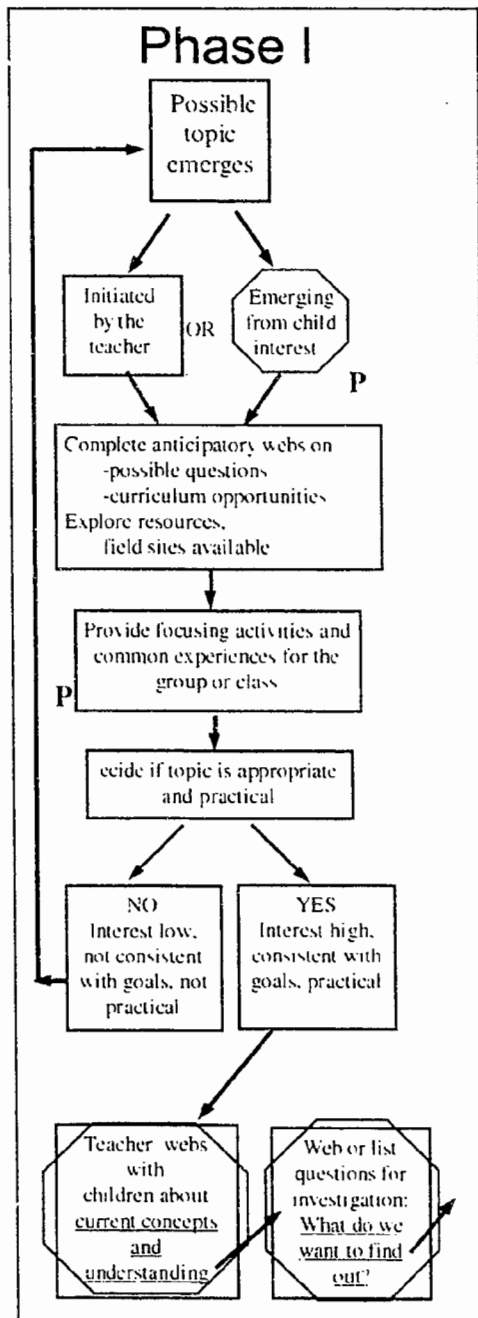 Phase I
Possible
topic
emerges
Initiated
by the
teacher
OR
Emerging
from child
interest
P
Complete anticipatory webs on
-possible questions
-curriculum opportunities
Explore resources,
field sites available
Provide focusing activities and
common experiences for the
group or class
P
ecide if topic is appropriate
and practical
NO
Interest low,
not consistent
with goals, not
practical
YES
Interest high,
consistent with
goals, practical
Teacher webs
with
children about
current concepts
and
understanding
Web or list
questions for
investigation:
What do we
want to find
out?